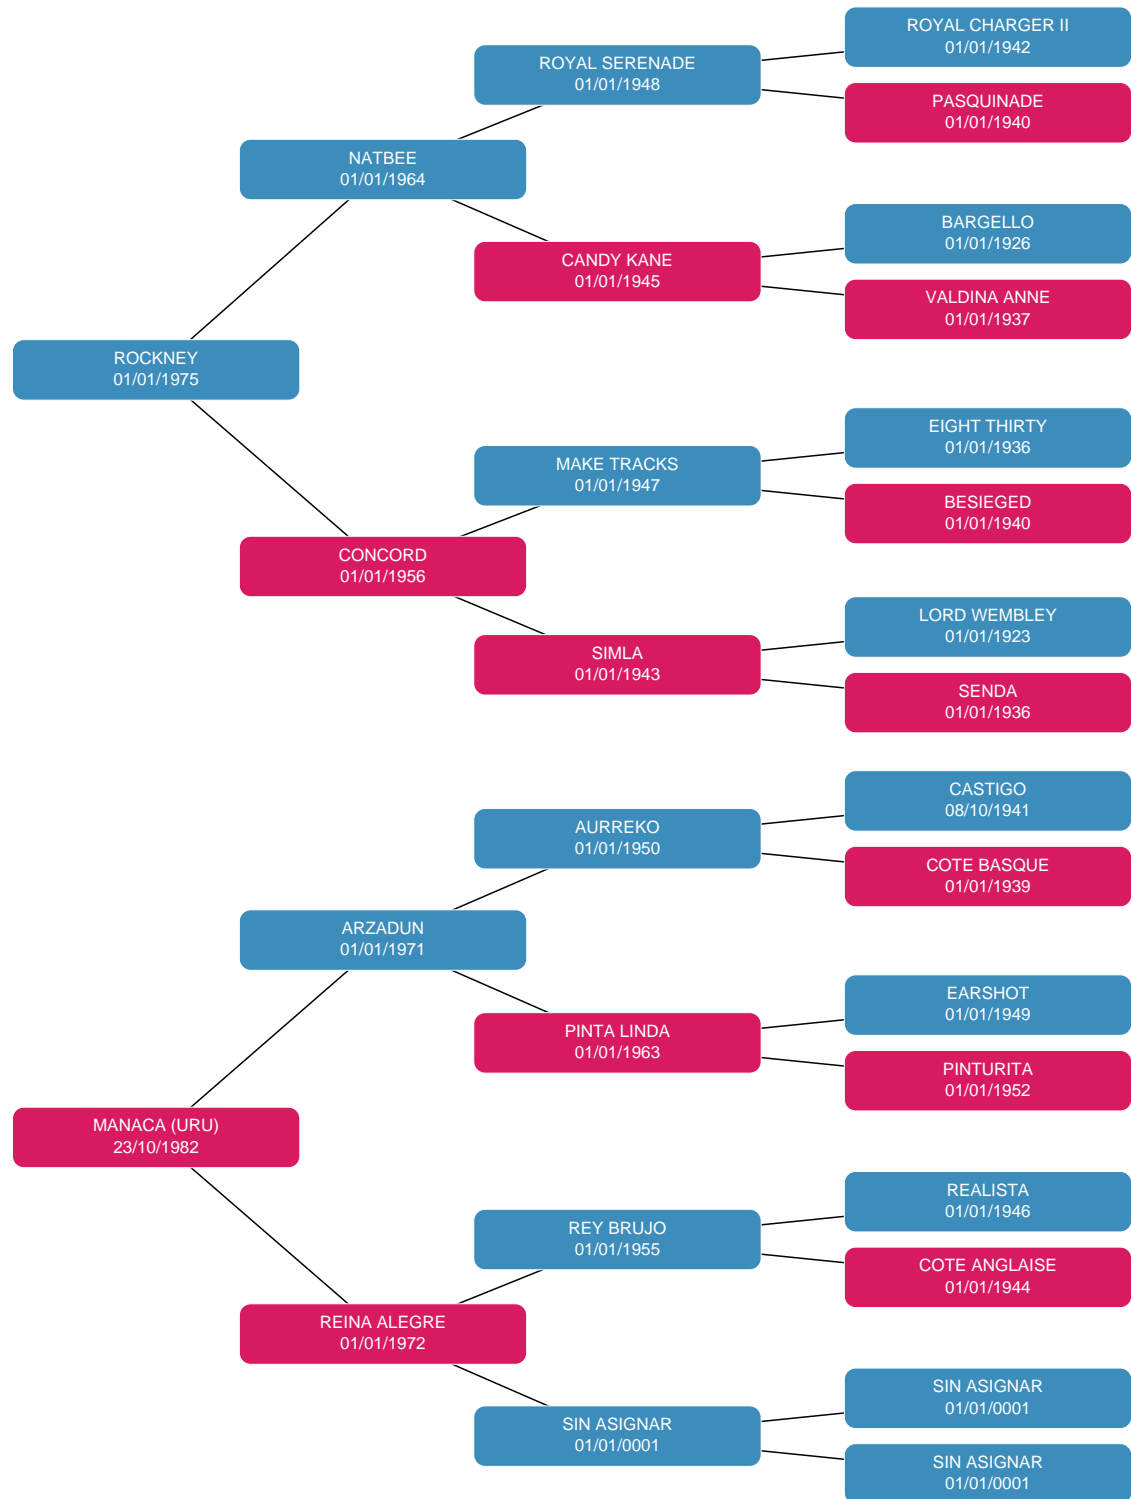 ROYAL CHARGER II
01/01/1942
ROYAL SERENADE
01/01/1948
PASQUINADE
01/01/1940
NATBEE
01/01/1964
BARGELLO
01/01/1926
CANDY KANE
01/01/1945
VALDINA ANNE
01/01/1937
ROCKNEY
01/01/1975
EIGHT THIRTY
01/01/1936
MAKE TRACKS
01/01/1947
BESIEGED
01/01/1940
CONCORD
01/01/1956
LORD WEMBLEY
01/01/1923
SIMLA
01/01/1943
SENDA
01/01/1936
CASTIGO
08/10/1941
AURREKO
01/01/1950
COTE BASQUE
01/01/1939
ARZADUN
01/01/1971
EARSHOT
01/01/1949
PINTA LINDA
01/01/1963
PINTURITA
01/01/1952
MANACA (URU)
23/10/1982
REALISTA
01/01/1946
REY BRUJO
01/01/1955
COTE ANGLAISE
01/01/1944
REINA ALEGRE
01/01/1972
SIN ASIGNAR
01/01/0001
SIN ASIGNAR
01/01/0001
SIN ASIGNAR
01/01/0001